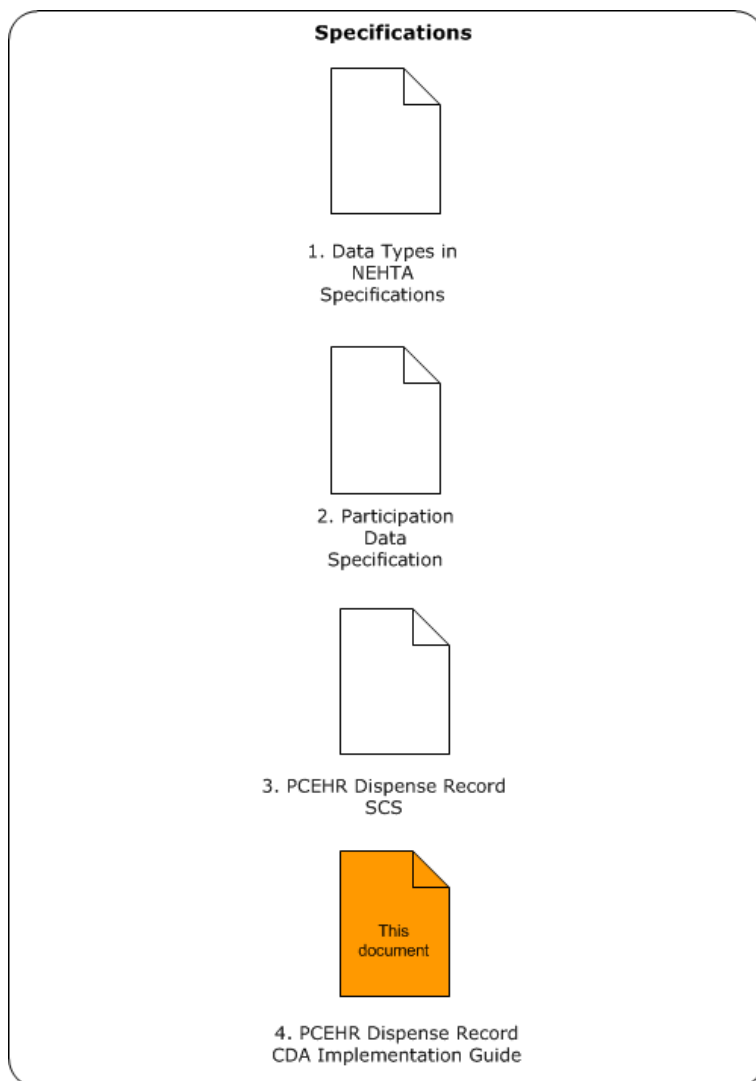 Specifications
1. Data Types in
NEHTA
Specifications
2. Participation
Data
Specification
3. PCEHR Dispense Record
SCS
This
document
4. PCEHR Dispense Record
CDA Implementation Guide